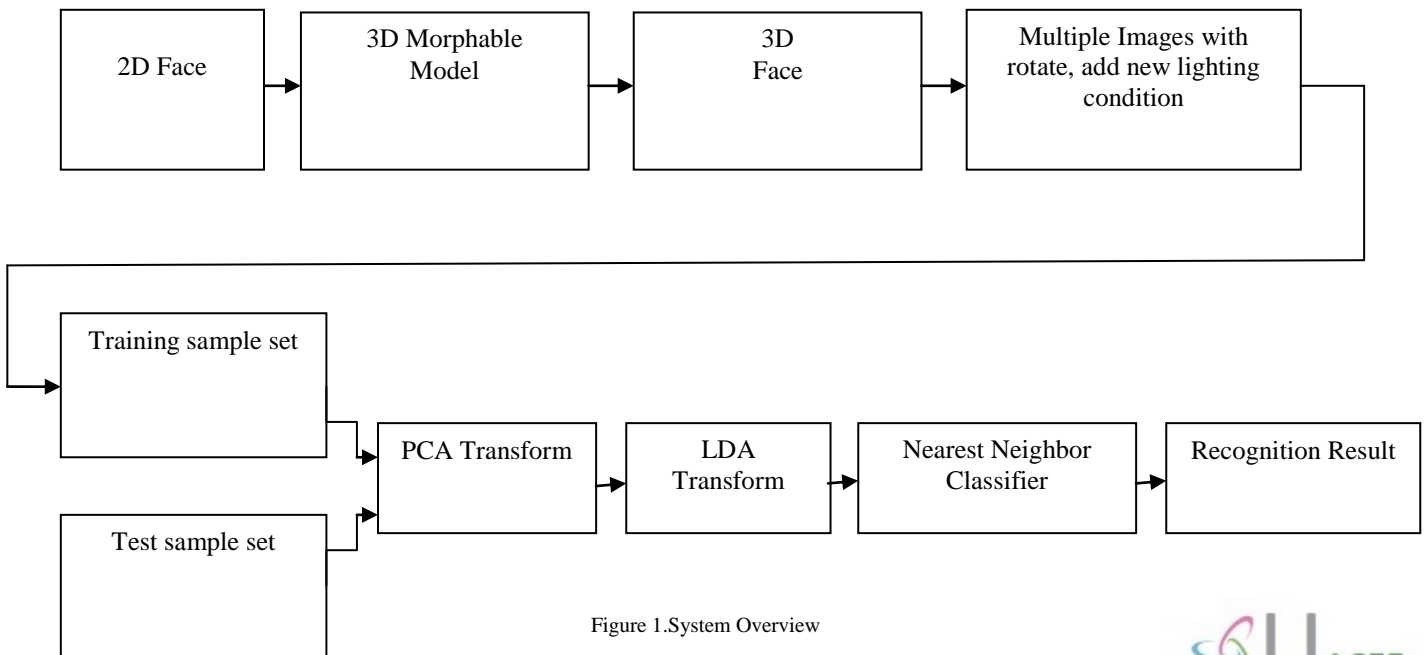 2D Face
3D Morphable
Model
3D
Face
Multiple Images with
rotate, add new lighting
condition
Training sample set
Test sample set
PCA Transform
LDA
Transform
Nearest Neighbor
Classifier
Recognition Result
Figure 1.System Overview